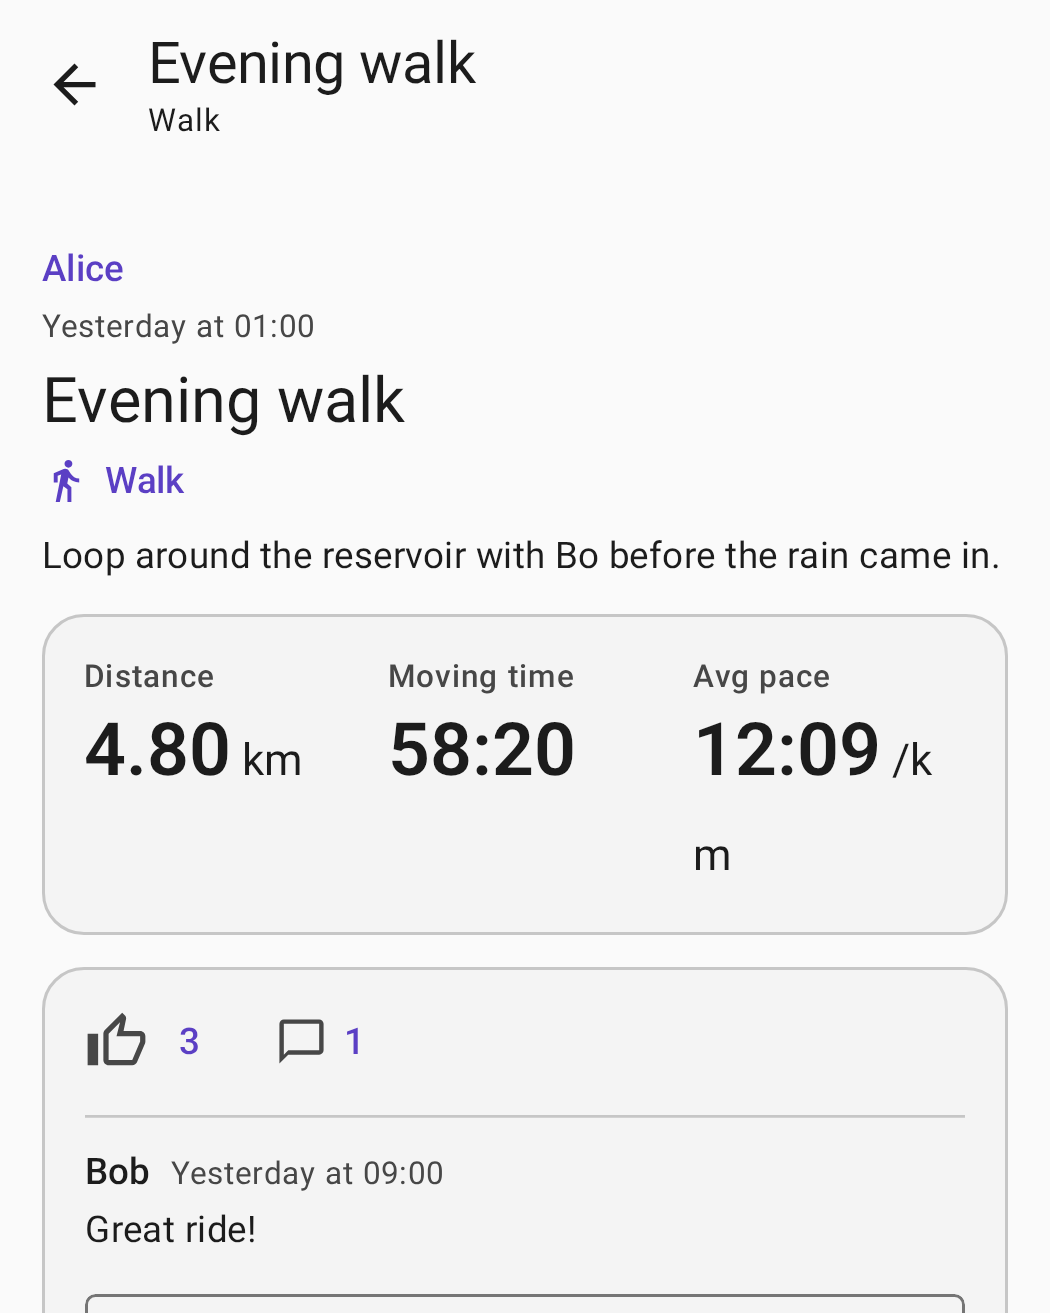 Evening walk
Walk
Alice
Yesterday at 01:00
Evening walk
Walk
Loop around the reservoir with Bo before the rain came in.
Distance Moving time Avg pace
4.80 km 58:20 12:09 /k
m
3 1
Bob Yesterday at 09:00
Great ride!